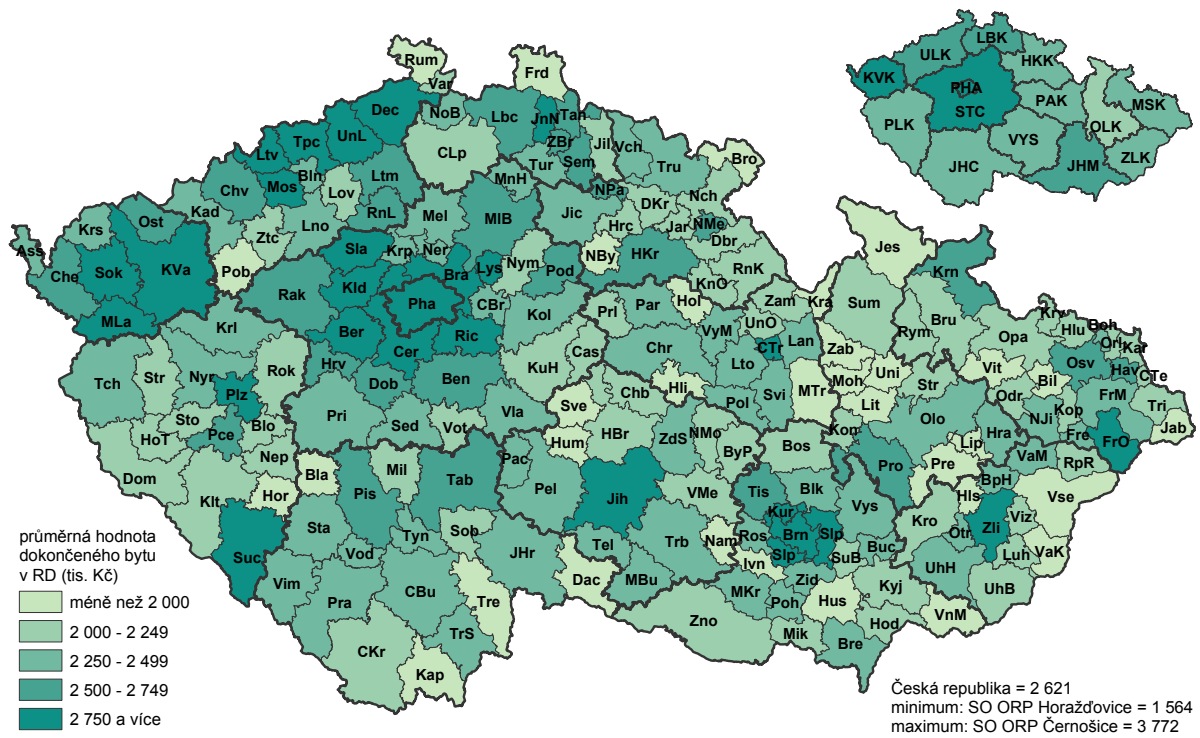 Rum
Frd
Var
Dec
NoB
Lbc
JnN
Tan
Tpc
UnL
ZBr
Jil
Vch
Ltv
CLp
Tru
Bro
Bln
Tur
Sem
Mos
MnH
NPa
Nch
Chv
Lov
Ltm
DKr
Kad
RnL
Mel
MlB
Jic
Hrc
Jar
NMe
Ost
Lno
Krs
Ztc
Dbr
Ass
Sla
Krp
Ner
NBy
HKr
Che
Sok
KVa
Pob
Bra
Lys
Nym
Pod
RnK
Kld
KnO
Rak
Pha
CBr
Jes
Krn
MLa
Kol
Prl
Par
Hol
Zam
Kra
Sum
Krl
Ber
Ric
UnO
Bru
Rym
Opa
Krv
Hlu
Boh
Orl
Kar
Cer
VyM
Hrv
CTr
Lan
Zab
Cas
Chr
Lto
Osv
Hav
CTe
Tch
Str
Nyr
Rok
KuH
Vit
Bil
Plz
Dob
Ben
Hli
Moh
Uni
Svi
MTr
Str
Odr
FrM
Pri
Vla
Sve
Chb
Pol
Lit
Olo
NJi
Kop
Trj
Sto
Blo
Sed
Vot
Jab
Pce
Hum
HBr
ZdS
NMo
Kon
Hra
Fre
FrO
HoT
Nep
Bos
Lip
VaM
RpR
Dom
Mil
Pac
ByP
Pro
Pre
Bla
Tab
BpH
Klt
Hor
Pis
Pel
Jih
VMe
Tis
Blk
Vys
Hls
Vse
Sta
Sob
Kur
Kro
Zli
Viz
Otr
Tyn
Nam
Ros
Brn
Slp
Slp
Suc
Vod
JHr
Tel
Trb
SuB
Buc
Luh
VaK
Ivn
Vim
Pra
CBu
Dac
MBu
Zid
UhH
MKr
Poh
Hus
Kyj
UhB
Tre
TrS
Zno
Hod
VnM
CKr
Mik
Bre
Kap
LBK
ULK
HKK
KVK
PHA
STC
PAK
MSK
PLK
OLK
VYS
ZLK
JHC
JHM
průměrná hodnota
dokončeného bytu
v RD (tis. Kč)
méně než 2 000
2 000 - 2 249
2 250 - 2 499
2 500 - 2 749
2 750 a více
Česká republika = 2 621
minimum: SO ORP Horažďovice = 1 564
maximum: SO ORP Černošice = 3 772